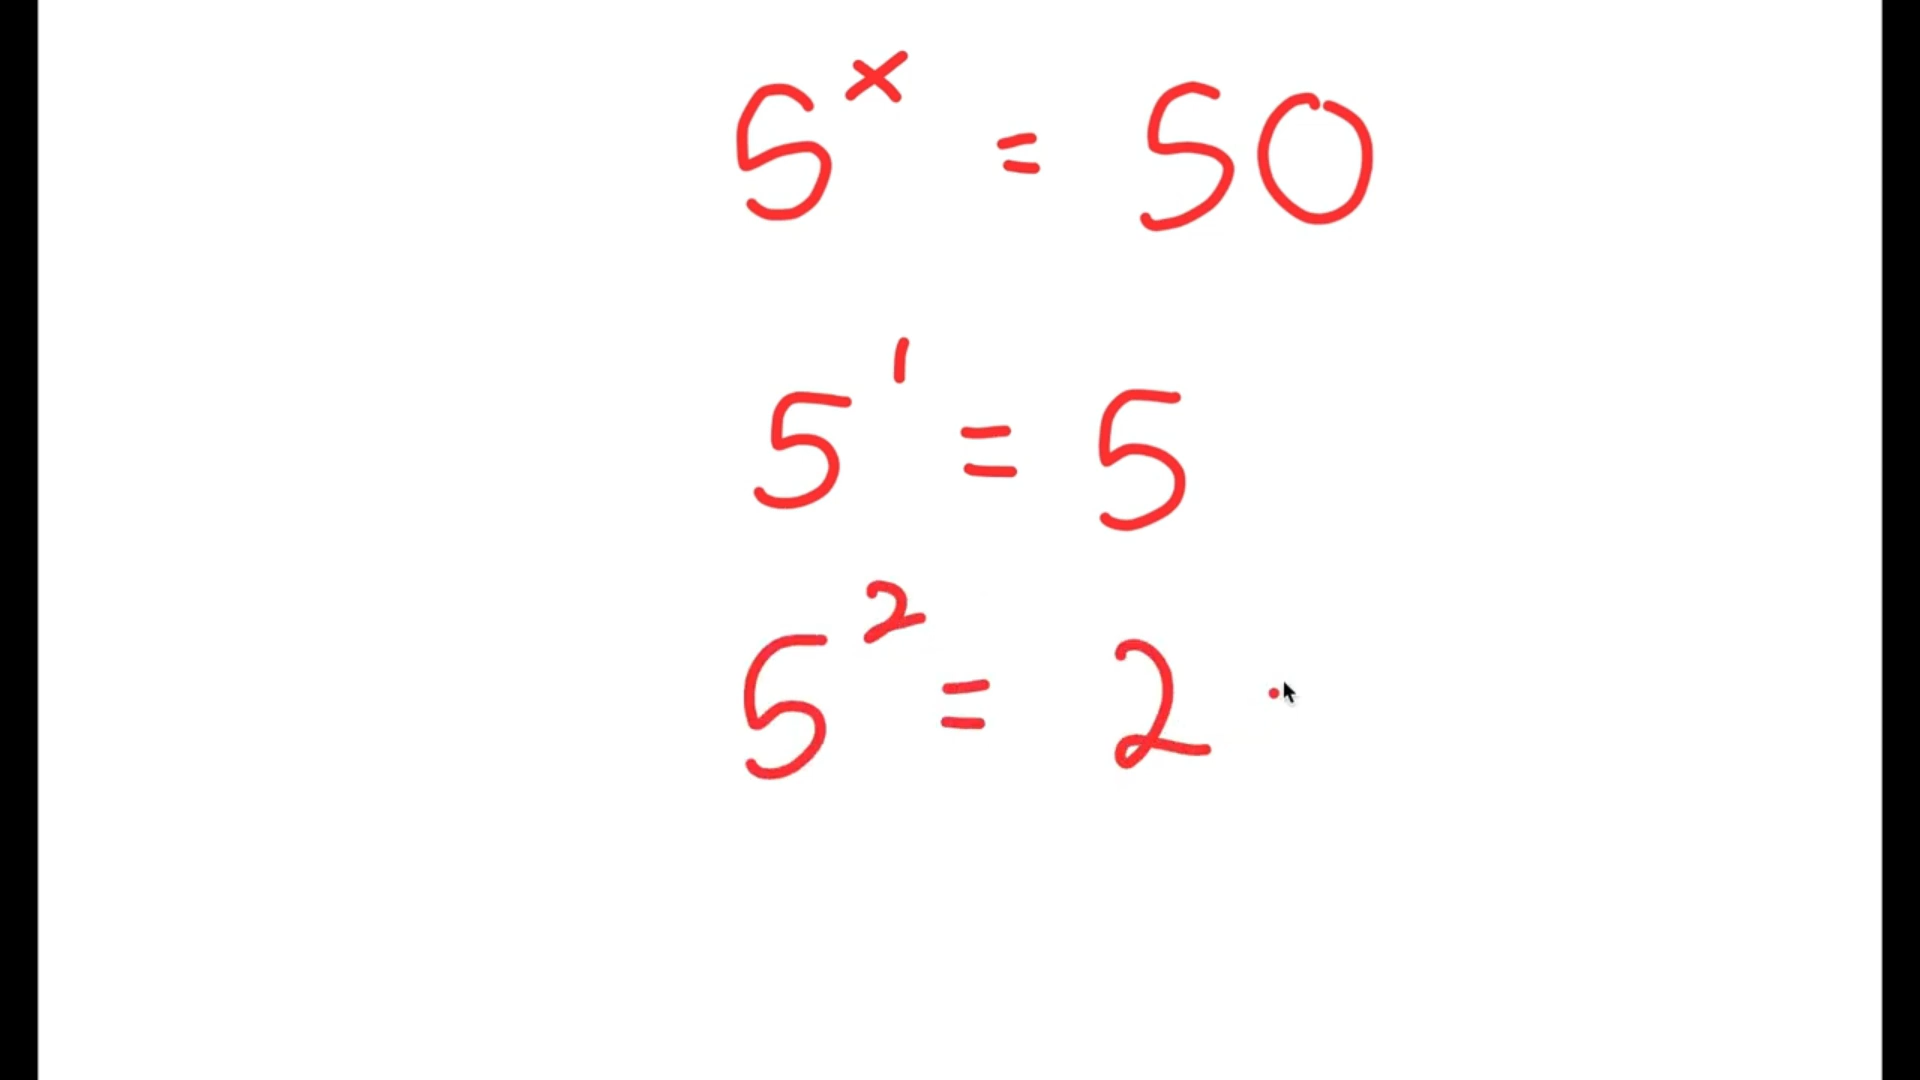 5^x = 50
5^1 = 5
5^2 = 2